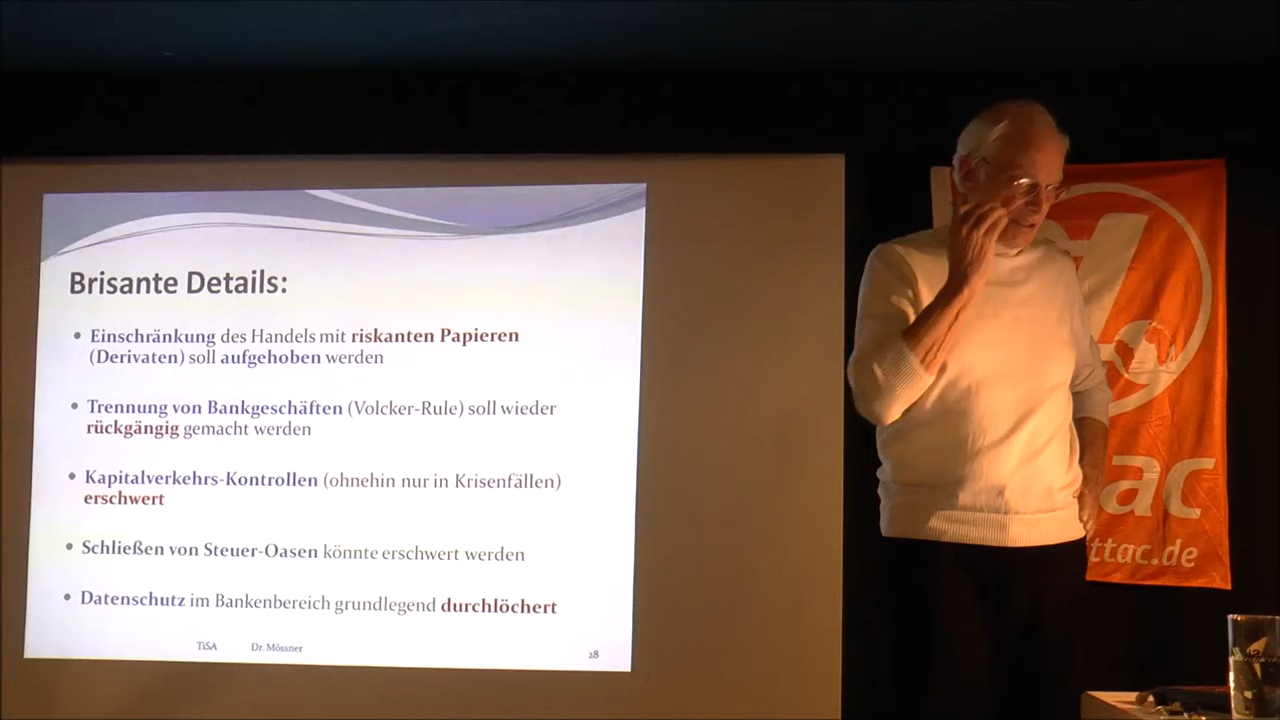 Brisante Details:
• Einschränkung des Handels mit riskanten Papieren
(Derivaten) soll aufgehoben werden
• Trennung von Bankgeschäften (Volcker-Rule) soll wieder
rückgängig gemacht werden
• Kapitalverkehrs-Kontrollen (ohnehin nur in Krisenfällen)
erschwert
• Schließen von Steuer-Oasen könnte erschwert werden
• Datenschutz im Bankenbereich grundlegend durchlöchert
TiSA Dr. Mössner 28
a.
ac
ttac.de